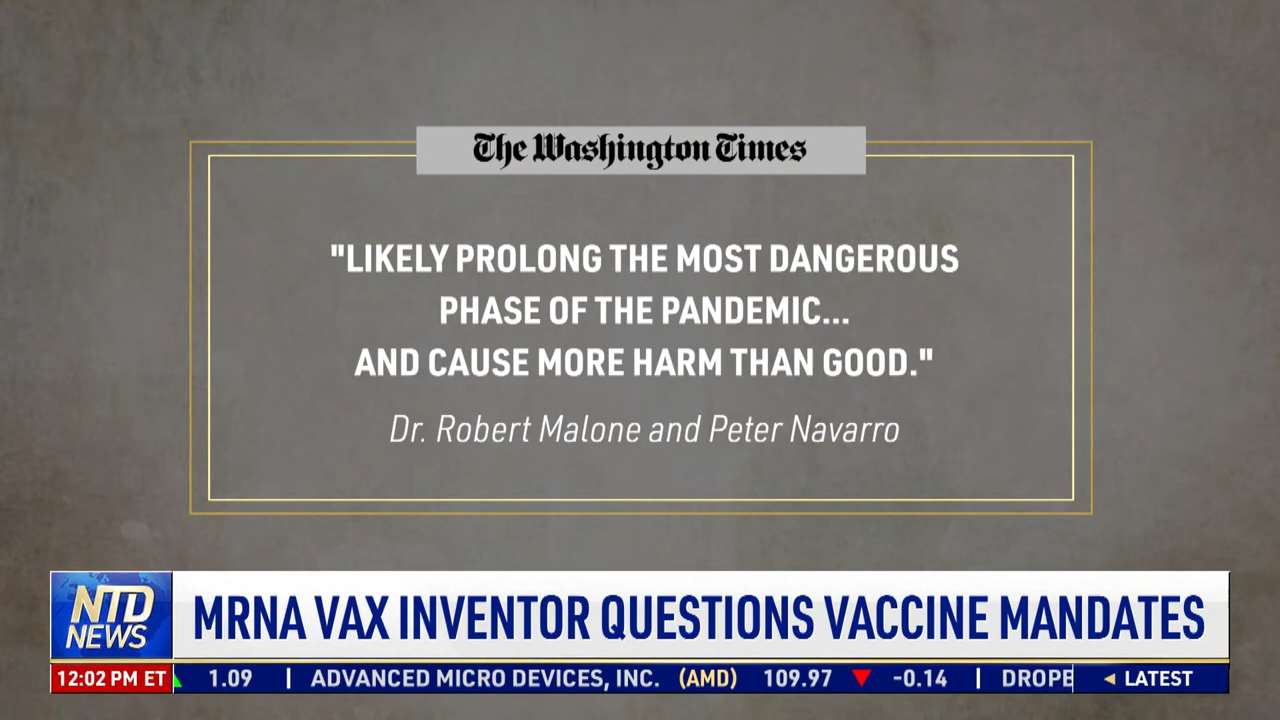 The Washington Times
"LIKELY PROLONG THE MOST DANGEROUS
PHASE OF THE PANDEMIC...
AND CAUSE MORE HARM THAN GOOD."
Dr. Robert Malone and Peter Navarro
NTD
NEWS
MRNA VAX INVENTOR QUESTIONS VACCINE MANDATES
12:02 PM ET 1.09 | ADVANCED MICRO DEVICES, INC. (AMD) 109.97 ▼ -0.14 | DROPE ◄ LATEST